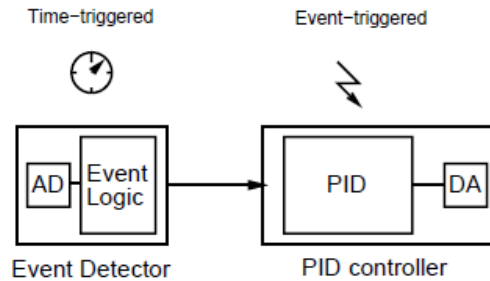 Time-triggered
Event-triggered
AD
Event
Logic
PID
DA
Event Detector
PID controller